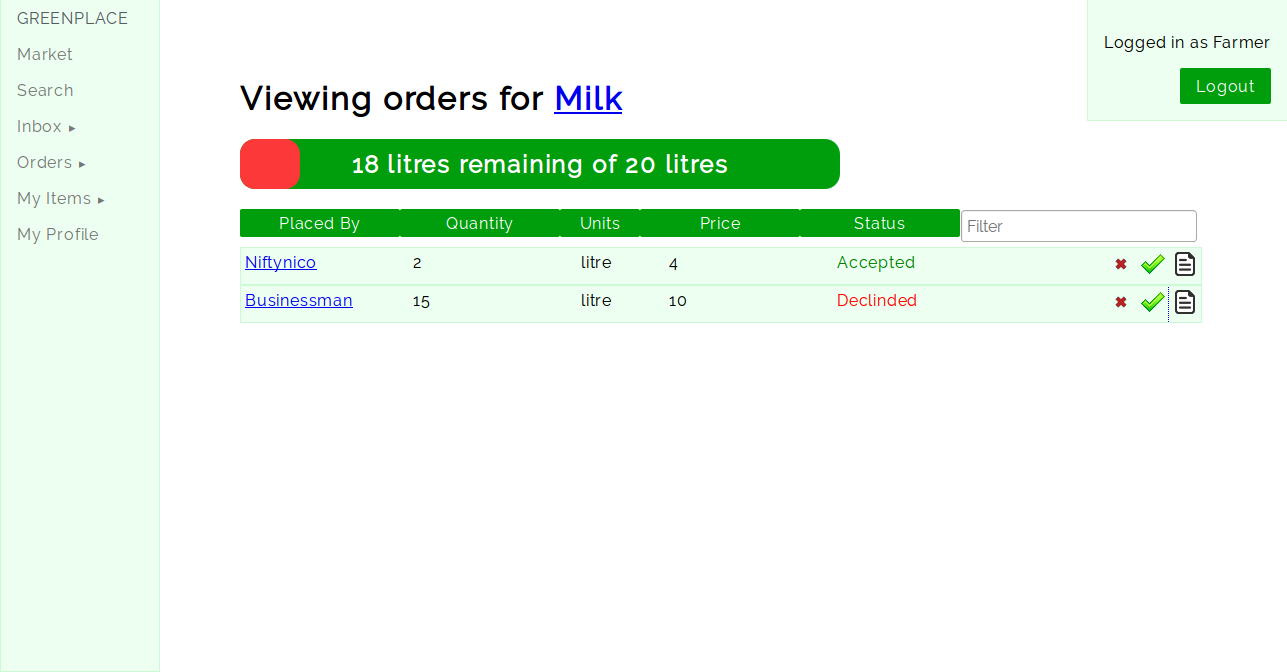 GREENPLACE
Market
Search
Inbox ▸
Orders ▸
My Items ▸
My Profile
Logged in as Farmer
Logout
Viewing orders for Milk
18 litres remaining of 20 litres
Placed By Quantity Units Price Status Filter
Niftynico 2 litre 4 Accepted
Businessman 15 litre 10 Declinded